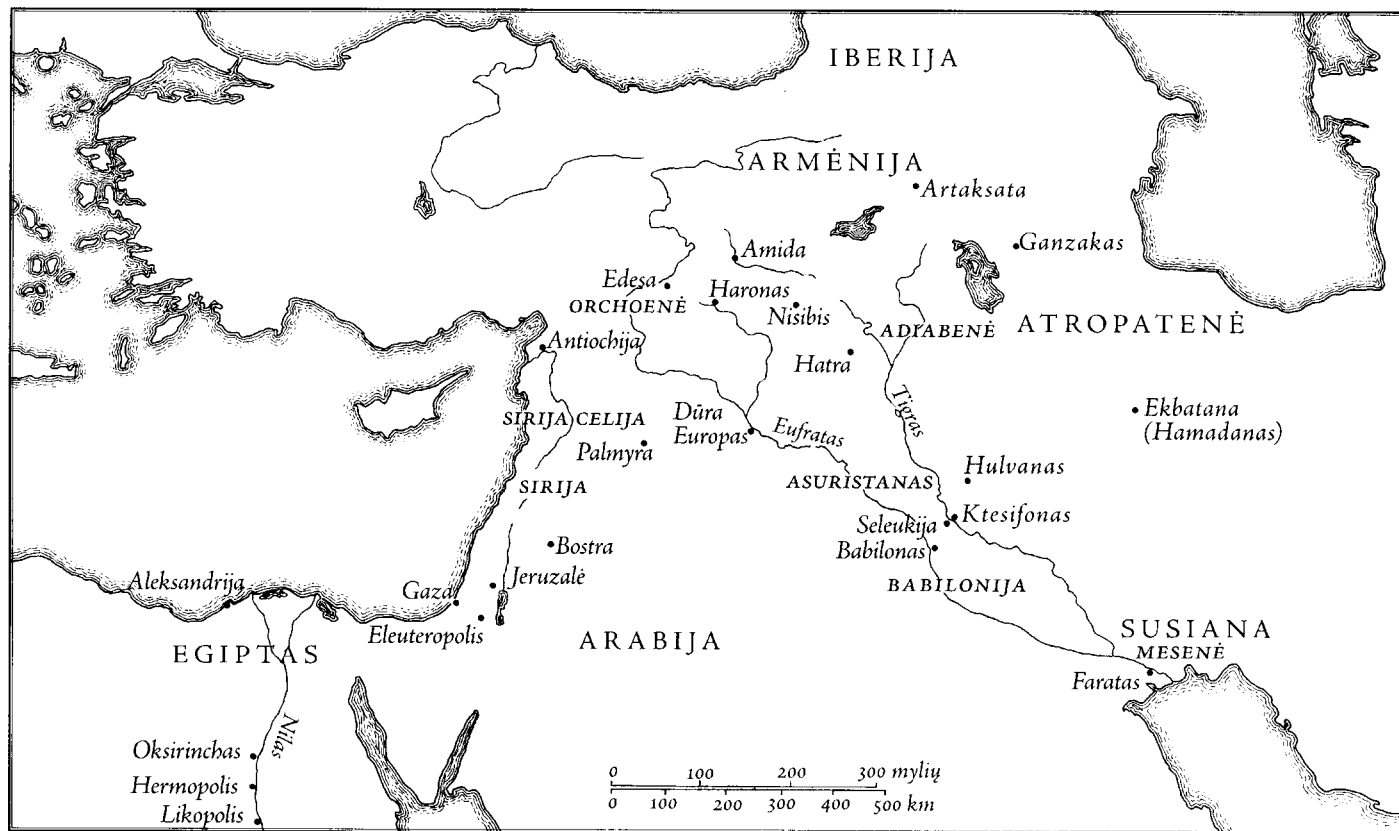 IBERIJA
ARMĖNIJA
Artaksata
Amida
Ganzakas
Edesa
Haronas
ORCHOENĖ
Nisibis
ADIABENĖ
ATROPATENĖ
Antiochija
Hatra
Tigras
SIRIJA CELIJA
Dūra
Europas
Ekbatana
(Hamadanas)
Eufratas
Palmyra
Hulvanas
ASURISTANAS
SIRIJA
Ktesifonas
Seleukija
Bostra
Babilonas
Aleksandrija
Gaza
Jeruzalė
BABILONIJA
Eleuteropolis
EGIPTAS
ARABIJA
SUSIANA
MESENĖ
Faratas
Nilas
Oksirinchas
0 100 200 300 mylių
Hermopolis
0 100 200 300 400 500 km
Likopolis